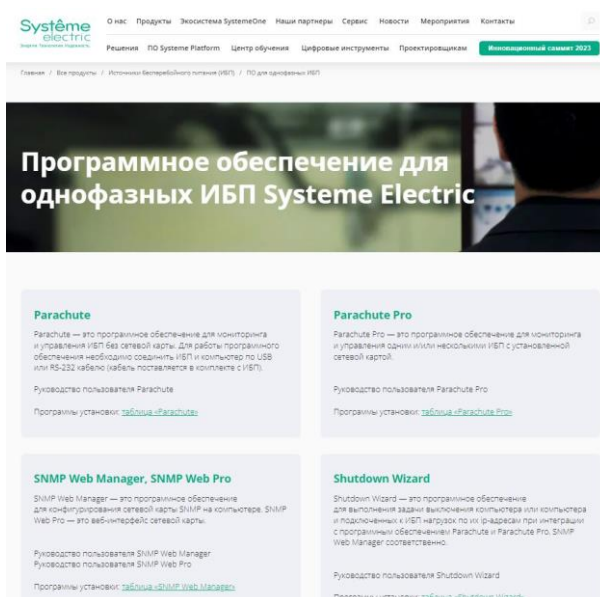 Systême
electric
Энергия. Технологии. Надежность.
О нас Продукты Экосистема SystemeOne Наши партнеры Сервис Новости Мероприятия Контакты
Решения ПО Systeme Platform Центр обучения Цифровые инструменты Проектировщикам Инновационный саммит 2023
Главная / Все продукты / Источники бесперебойного питания (ИБП) / ПО для однофазных ИБП
Программное обеспечение для
однофазных ИБП Systeme Electric
Parachute
Parachute — это программное обеспечение для мониторинга
и управления ИБП без сетевой карты. Для работы программного
обеспечения необходимо соединить ИБП и компьютер по USB
или RS-232 кабелю (кабель поставляется в комплекте с ИБП).
Руководство пользователя Parachute
Программы установки: таблица «Parachute»
Parachute Pro
Parachute Pro — это программное обеспечение для мониторинга
и управления одним и\или несколькими ИБП с установленной
сетевой картой.
Руководство пользователя Parachute Pro
Программы установки: таблица «Parachute Pro»
SNMP Web Manager, SNMP Web Pro
SNMP Web Manager — это программное обеспечение
для конфигурирования сетевой карты SNMP на компьютере. SNMP
Web Pro — это веб-интерфейс сетевой карты.
Руководство пользователя SNMP Web Manager
Руководство пользователя SNMP Web Pro
Программы установки: таблица «SNMP Web Manager»
Shutdown Wizard
Shutdown Wizard — это программное обеспечение
для выполнения задачи выключения компьютера или компьютера
и подключенных к ИБП нагрузок по их ip-адресам при интеграции
с программным обеспечением Parachute и Parachute Pro, SNMP
Web Manager соответственно.
Руководство пользователя Shutdown Wizard
Программы установки: таблица «Shutdown Wizard»